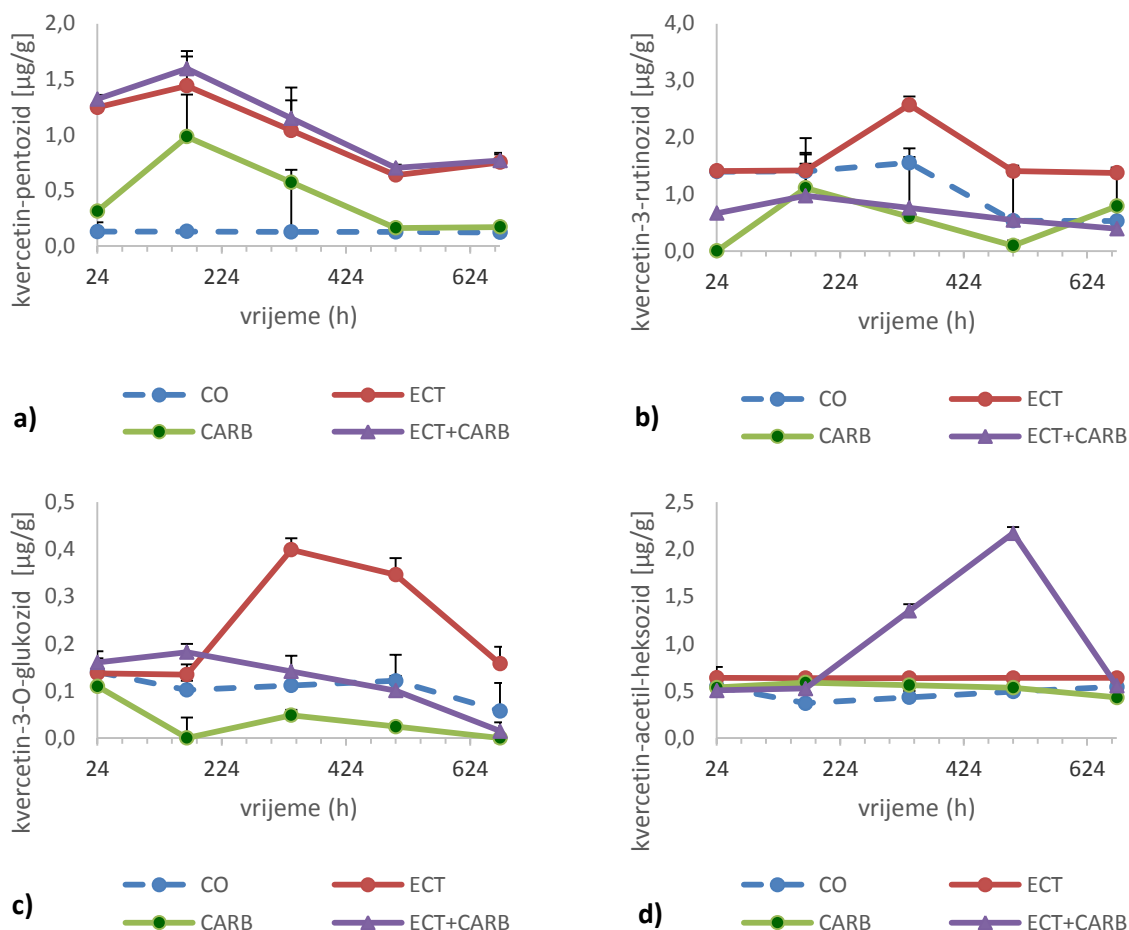 kvercetin-pentozid [µg/g]
2,0
1,5
1,0
0,5
0,0
24 224 424 624
vrijeme (h)
CO ECT
CARB ECT+CARB
a)
kvercetin-3-rutinozid [µg/g]
4,0
3,0
2,0
1,0
0,0
24 224 424 624
vrijeme (h)
CO ECT
CARB ECT+CARB
b)
kvercetin-3-O-glukozid [µg/g]
0,5
0,4
0,3
0,2
0,1
0,0
24 224 424 624
vrijeme (h)
CO ECT
CARB ECT+CARB
c)
kvercetin-acetil-heksozid [µg/g]
2,5
2,0
1,5
1,0
0,5
0,0
24 224 424 624
vrijeme (h)
CO ECT
CARB ECT+CARB
d)